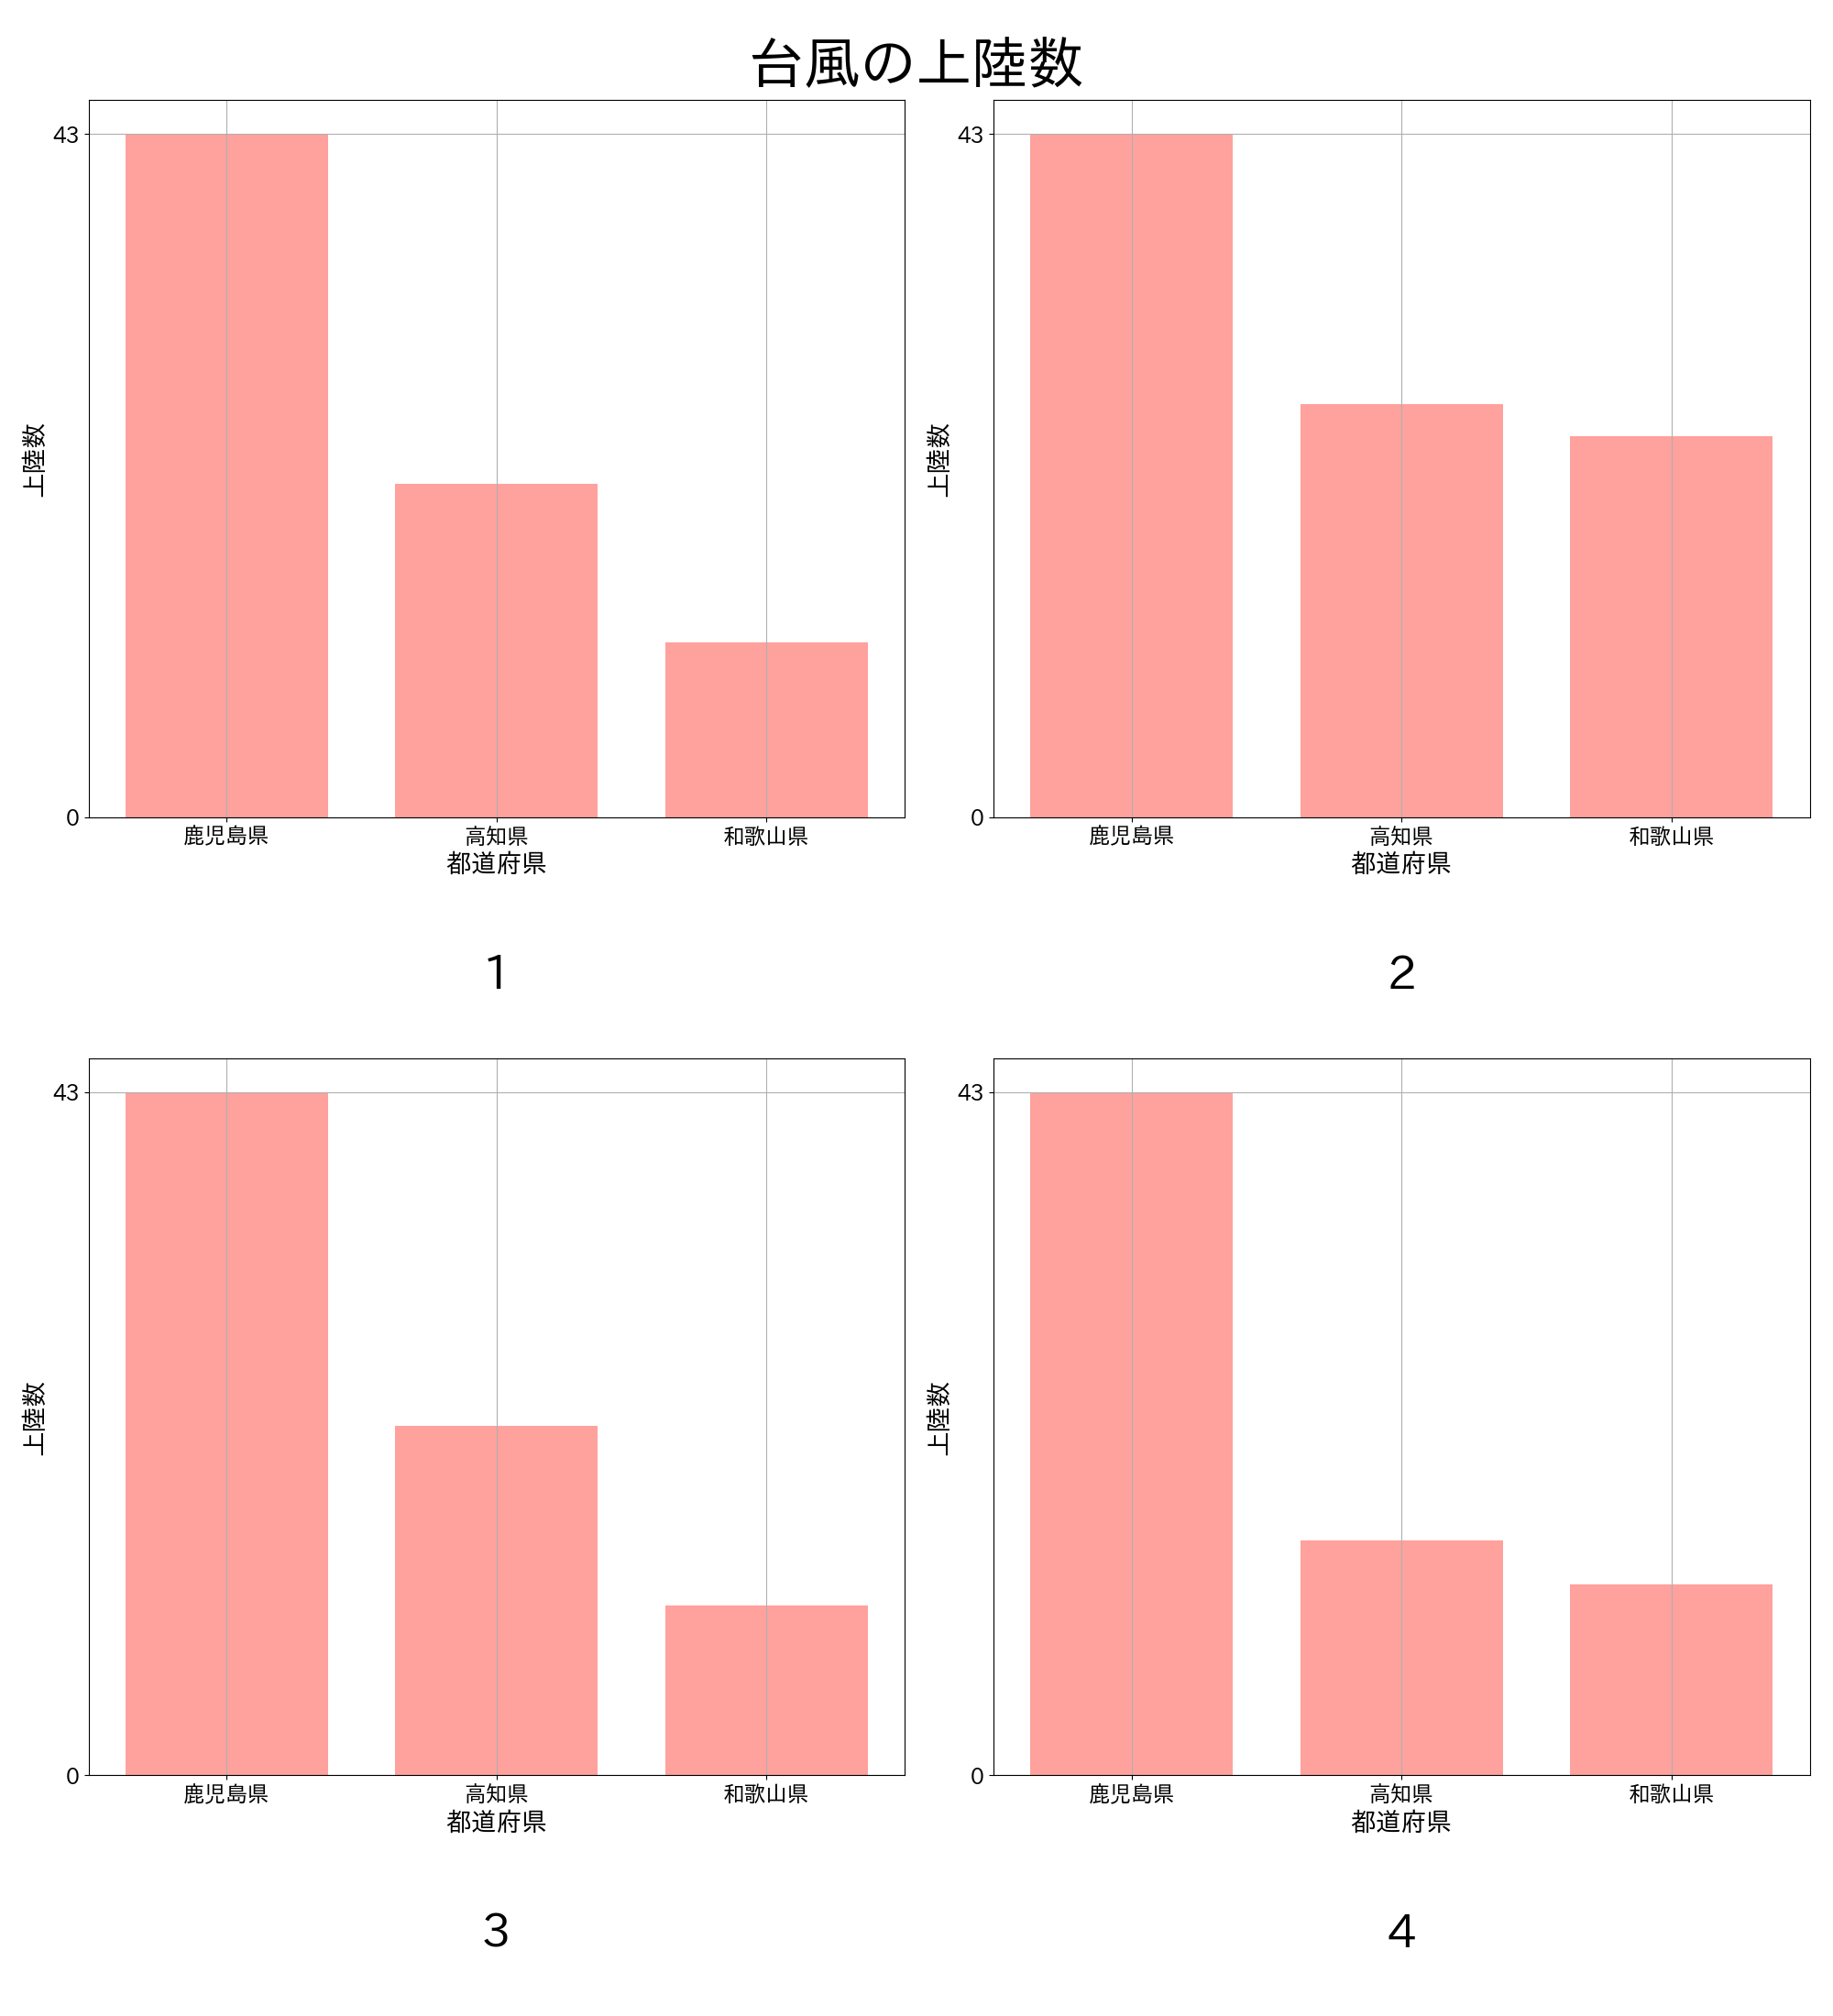 台風の上陸数
43
0
上陸数
鹿児島県 高知県 和歌山県
都道府県
1
43
0
上陸数
鹿児島県 高知県 和歌山県
都道府県
2
43
0
上陸数
鹿児島県 高知県 和歌山県
都道府県
3
43
0
上陸数
鹿児島県 高知県 和歌山県
都道府県
4